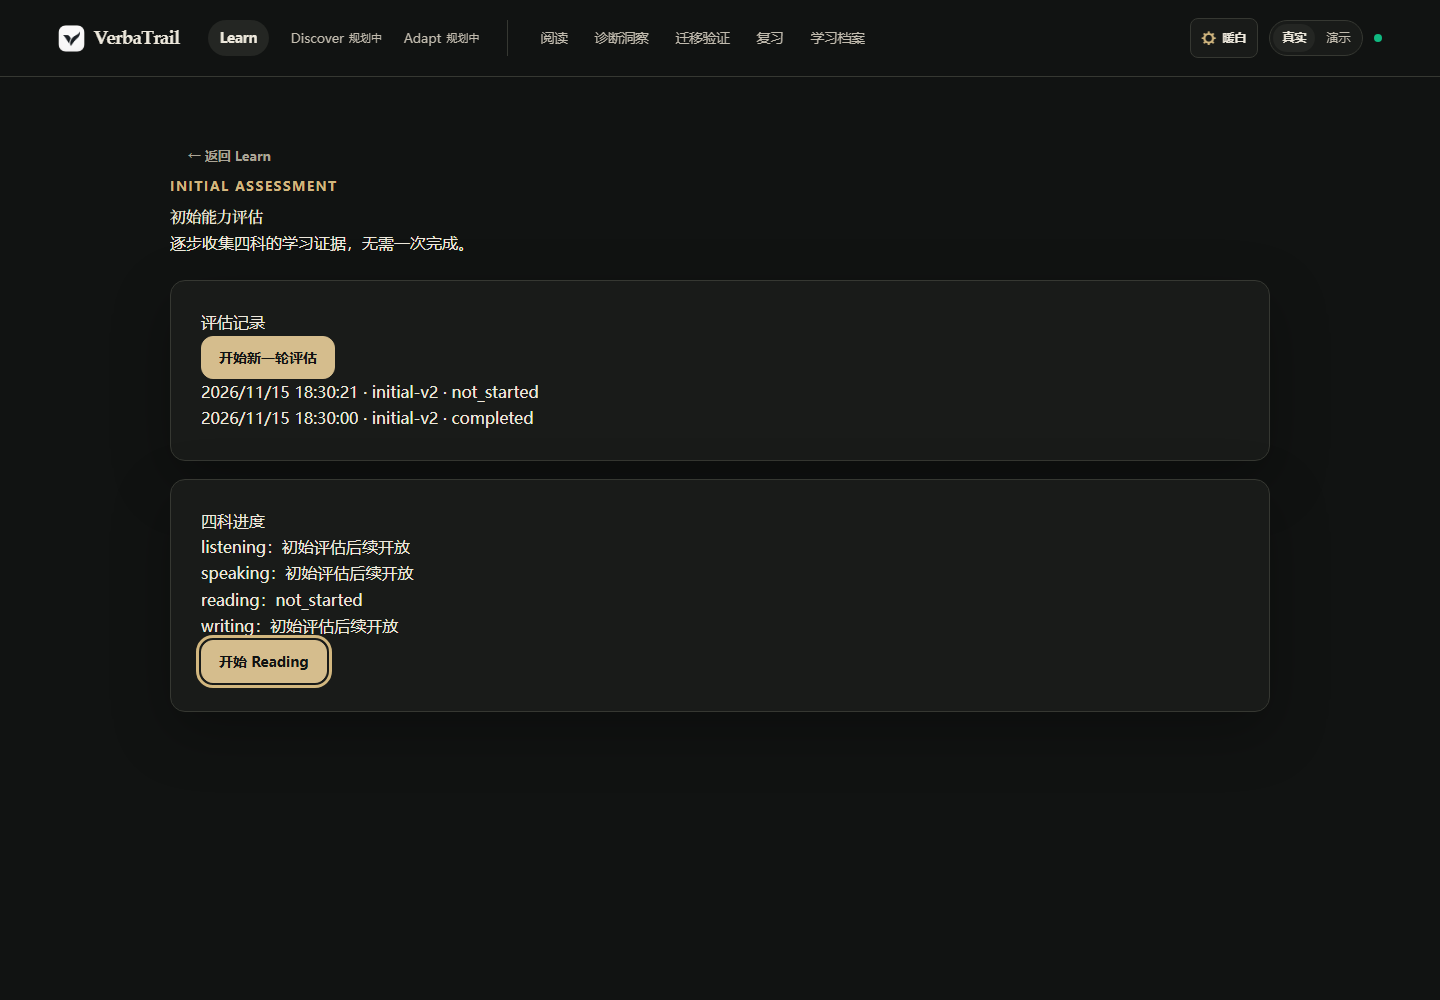 VerbaTrail Learn Discover 规划中 Adapt 规划中 阅读 诊断洞察 迁移验证 复习 学习档案 暖白 真实 演示
← 返回 Learn
INITIAL ASSESSMENT
初始能力评估
逐步收集四科的学习证据，无需一次完成。
评估记录
开始新一轮评估
2026/11/15 18:30:21 · initial-v2 · not_started
2026/11/15 18:30:00 · initial-v2 · completed
四科进度
listening：初始评估后续开放
speaking：初始评估后续开放
reading：not_started
writing：初始评估后续开放
开始 Reading